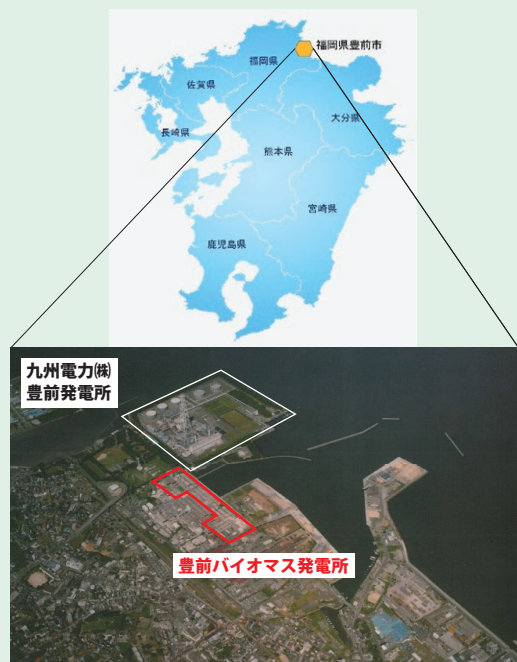 福岡県豊前市
福岡県
佐賀県
大分県
長崎県
熊本県
宮崎県
鹿児島県
九州電力㈱
豊前発電所
豊前バイオマス発電所